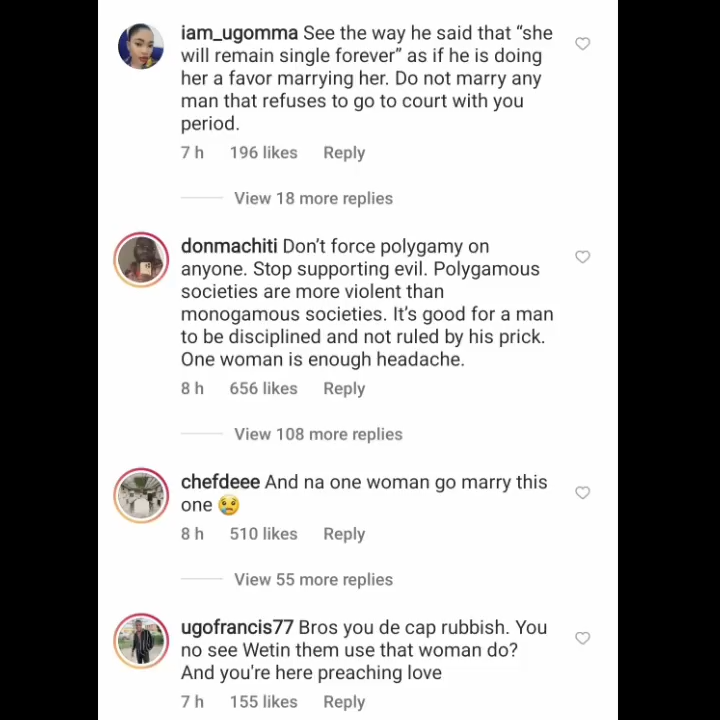 iam_ugomma See the way he said that “she
will remain single forever” as if he is doing
her a favor marrying her. Do not marry any
man that refuses to go to court with you
period.
7 h 196 likes Reply
View 18 more replies
donmachiti Don’t force polygamy on
anyone. Stop supporting evil. Polygamous
societies are more violent than
monogamous societies. It’s good for a man
to be disciplined and not ruled by his prick.
One woman is enough headache.
8 h 656 likes Reply
View 108 more replies
chefdeee And na one woman go marry this
one 😢
8 h 510 likes Reply
View 55 more replies
ugofrancis77 Bros you de cap rubbish. You
no see Wetin them use that woman do?
And you're here preaching love
7 h 155 likes Reply